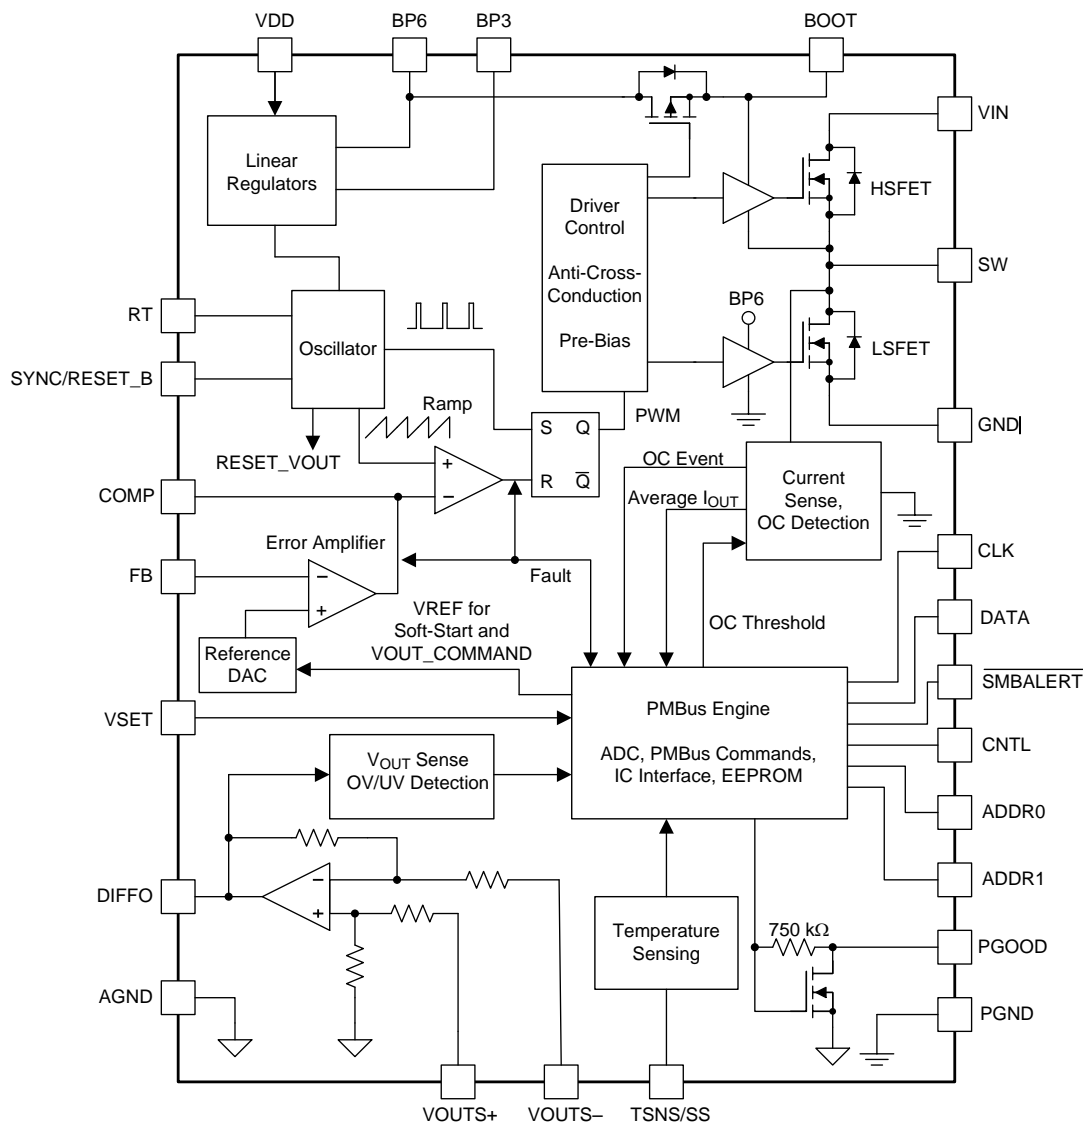 VDD
BP6
BP3
BOOT
VIN
Linear
Regulators
HSFET
Driver
Control
Anti-Cross-
Conduction
Pre-Bias
SW
BP6
RT
Oscillator
LSFET
SYNC/RESET_B
Ramp
PWM
S Q
R Q̅
GND|
RESET_VOUT
+
−
OC Event
Average IOUT
Current
Sense,
OC Detection
COMP
Error Amplifier
CLK
FB
−
+
Fault
VREF for
Soft-Start and
VOUT_COMMAND
OC Threshold
DATA
Reference
DAC
SMBALERT
VSET
PMBus Engine
ADC, PMBus Commands,
IC Interface, EEPROM
CNTL
VOUT Sense
OV/UV Detection
ADDR0
DIFFO
−
+
ADDR1
Temperature
Sensing
750 kΩ
PGOOD
AGND
PGND
VOUTS+
VOUTS−
TSNS/SS